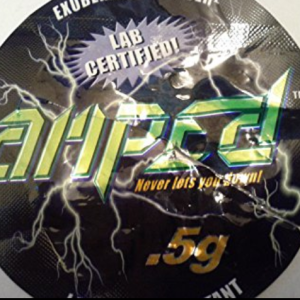 LAB
CERTIFIED!
AMPED
Never lets you down!
.5g